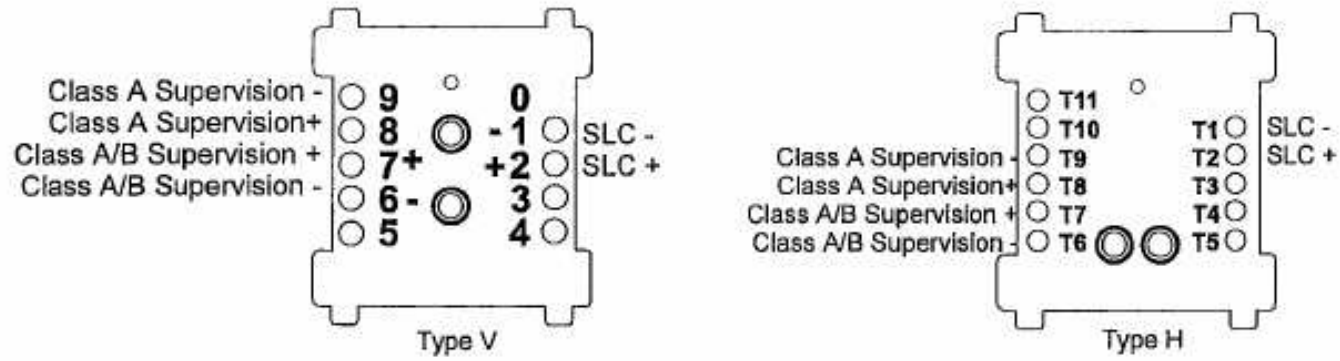 Class A Supervision - 9 0
Class A Supervision+ 8 - 1 SLC -
Class A/B Supervision + 7 + + 2 SLC +
Class A/B Supervision - 6 - 3
5 4
Type V
T11
T10 T1 SLC -
Class A Supervision - T9 T2 SLC +
Class A Supervision+ T8 T3
Class A/B Supervision + T7 T4
Class A/B Supervision - T6 T5
Type H